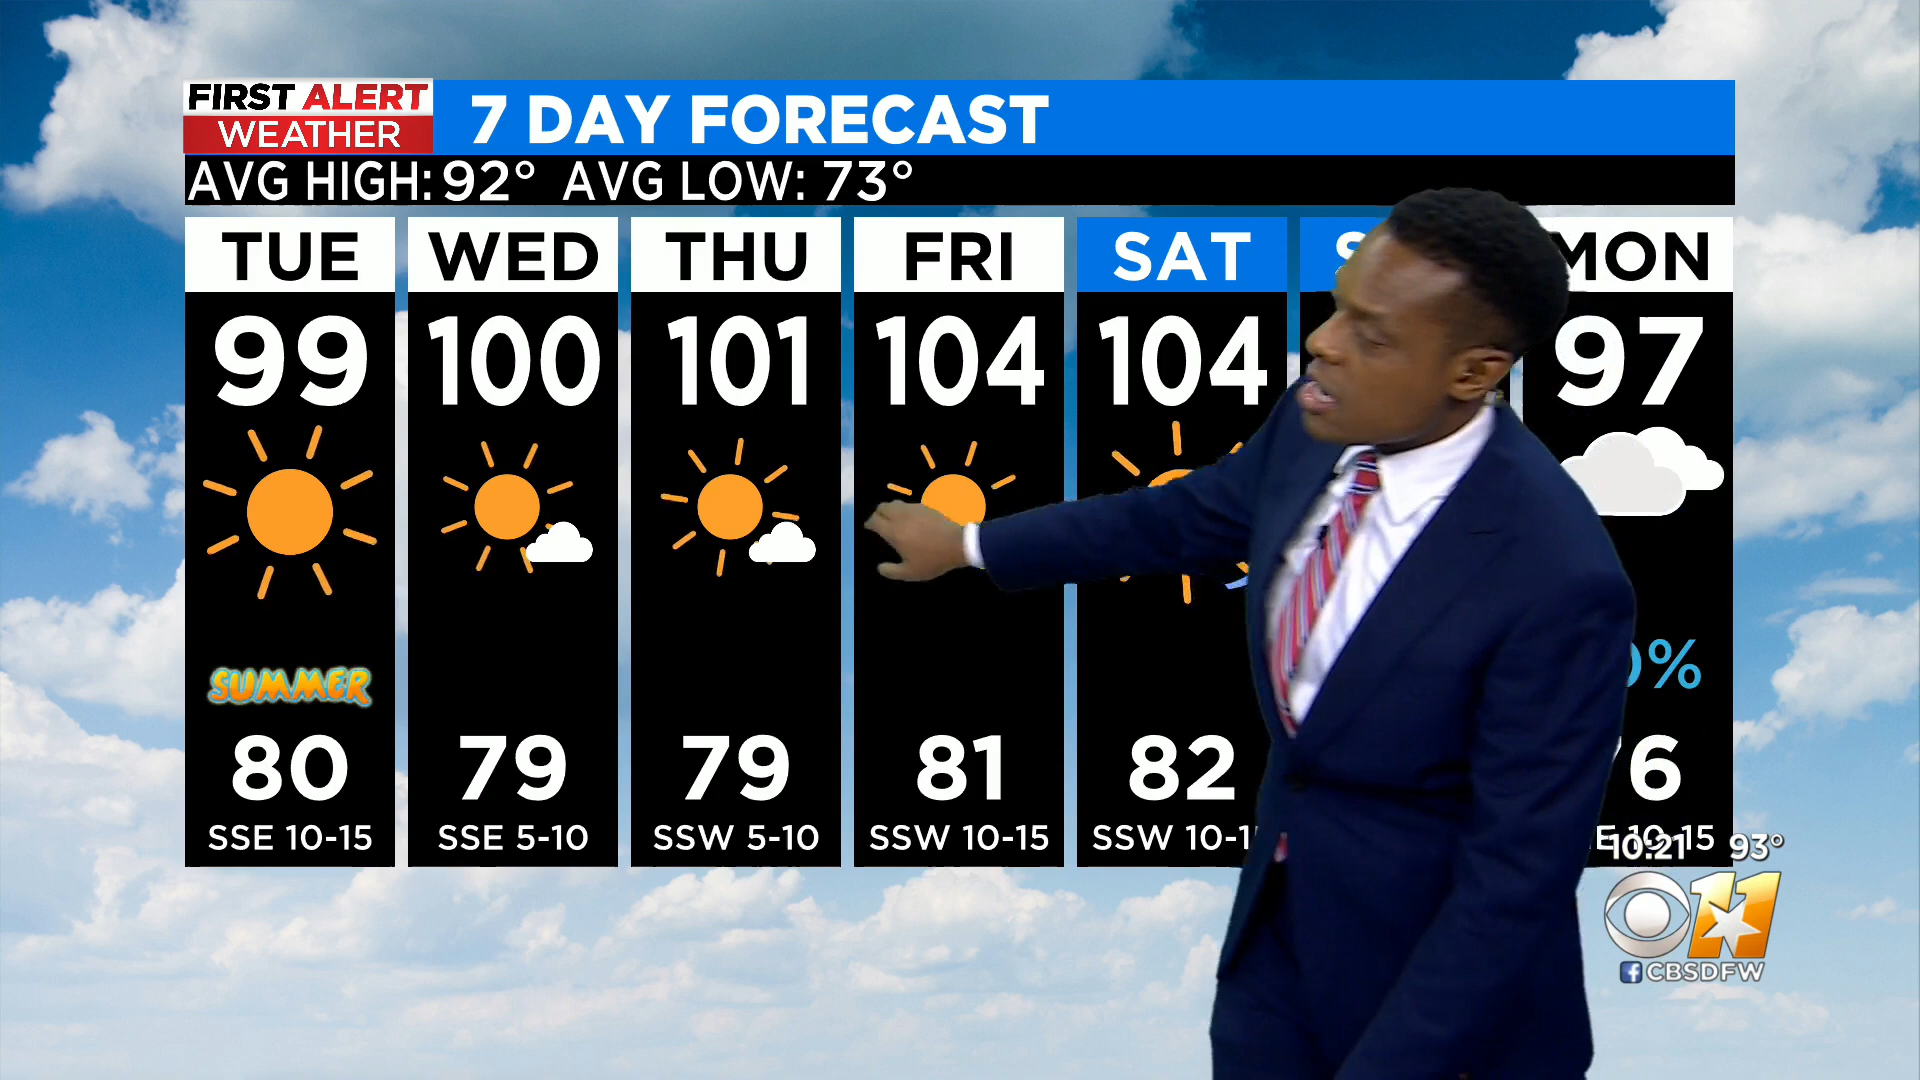 FIRST ALERT
WEATHER
7 DAY FORECAST
AVG HIGH: 92° AVG LOW: 73°
TUE WED THU FRI SAT MON
99 100 101 104 104 97
SUMMER
80 79 79 81 82
SSE 10-15 SSE 5-10 SSW 5-10 SSW 10-15 SSW
10:21 93°
11
CBSDFW